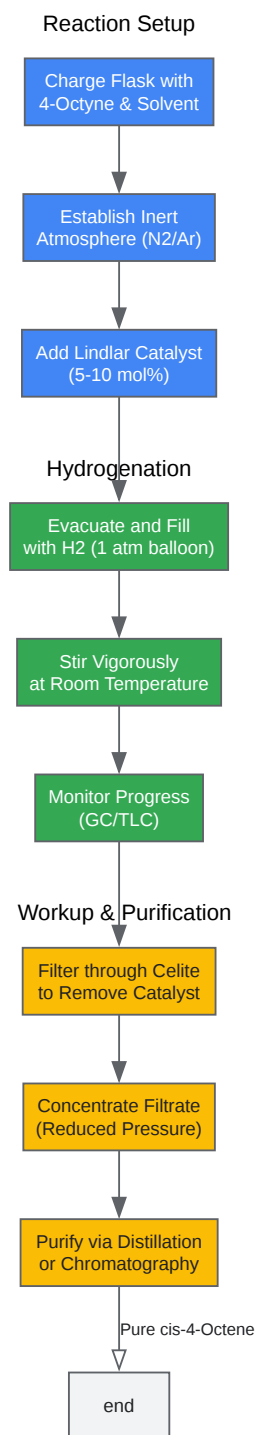 Reaction Setup
Charge Flask with
4-Octyne & Solvent
Establish Inert
Atmosphere (N2/Ar)
Add Lindlar Catalyst
(5-10 mol%)
Hydrogenation
Evacuate and Fill
with H2 (1 atm balloon)
Stir Vigorously
at Room Temperature
Monitor Progress
(GC/TLC)
Workup & Purification
Filter through Celite
to Remove Catalyst
Concentrate Filtrate
(Reduced Pressure)
Purify via Distillation
or Chromatography
Pure cis-4-Octene
end